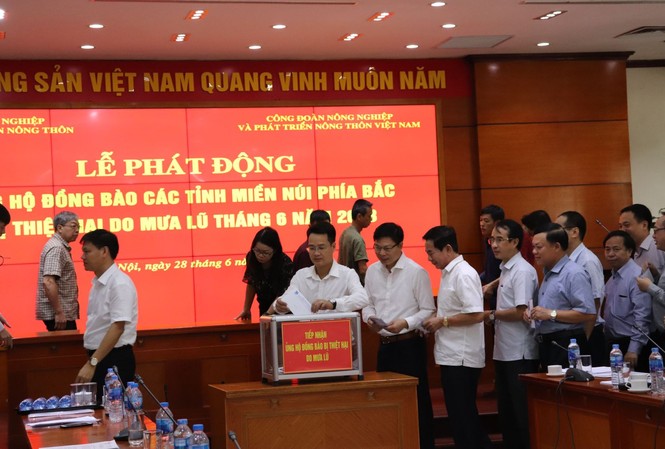 NG SẢN VIỆT NAM QUANG VINH MUÔN NĂM
NGHIỆP
ỂN NÔNG THÔN
CÔNG ĐOÀN NÔNG NGHIỆP
VÀ PHÁT TRIỂN NÔNG THÔN VIỆT NAM
LỄ PHÁT ĐỘNG
G HỘ ĐỒNG BÀO CÁC TỈNH MIỀN NÚI PHÍA BẮC
THIỆ HẠI DO MƯA LŨ THÁNG 6 NĂM
Nội, ngày 28 tháng 6
TIẾP NHẬN
ỦNG HỘ ĐỒNG BÀO BỊ THIỆT HẠI
DO MƯA LŨ